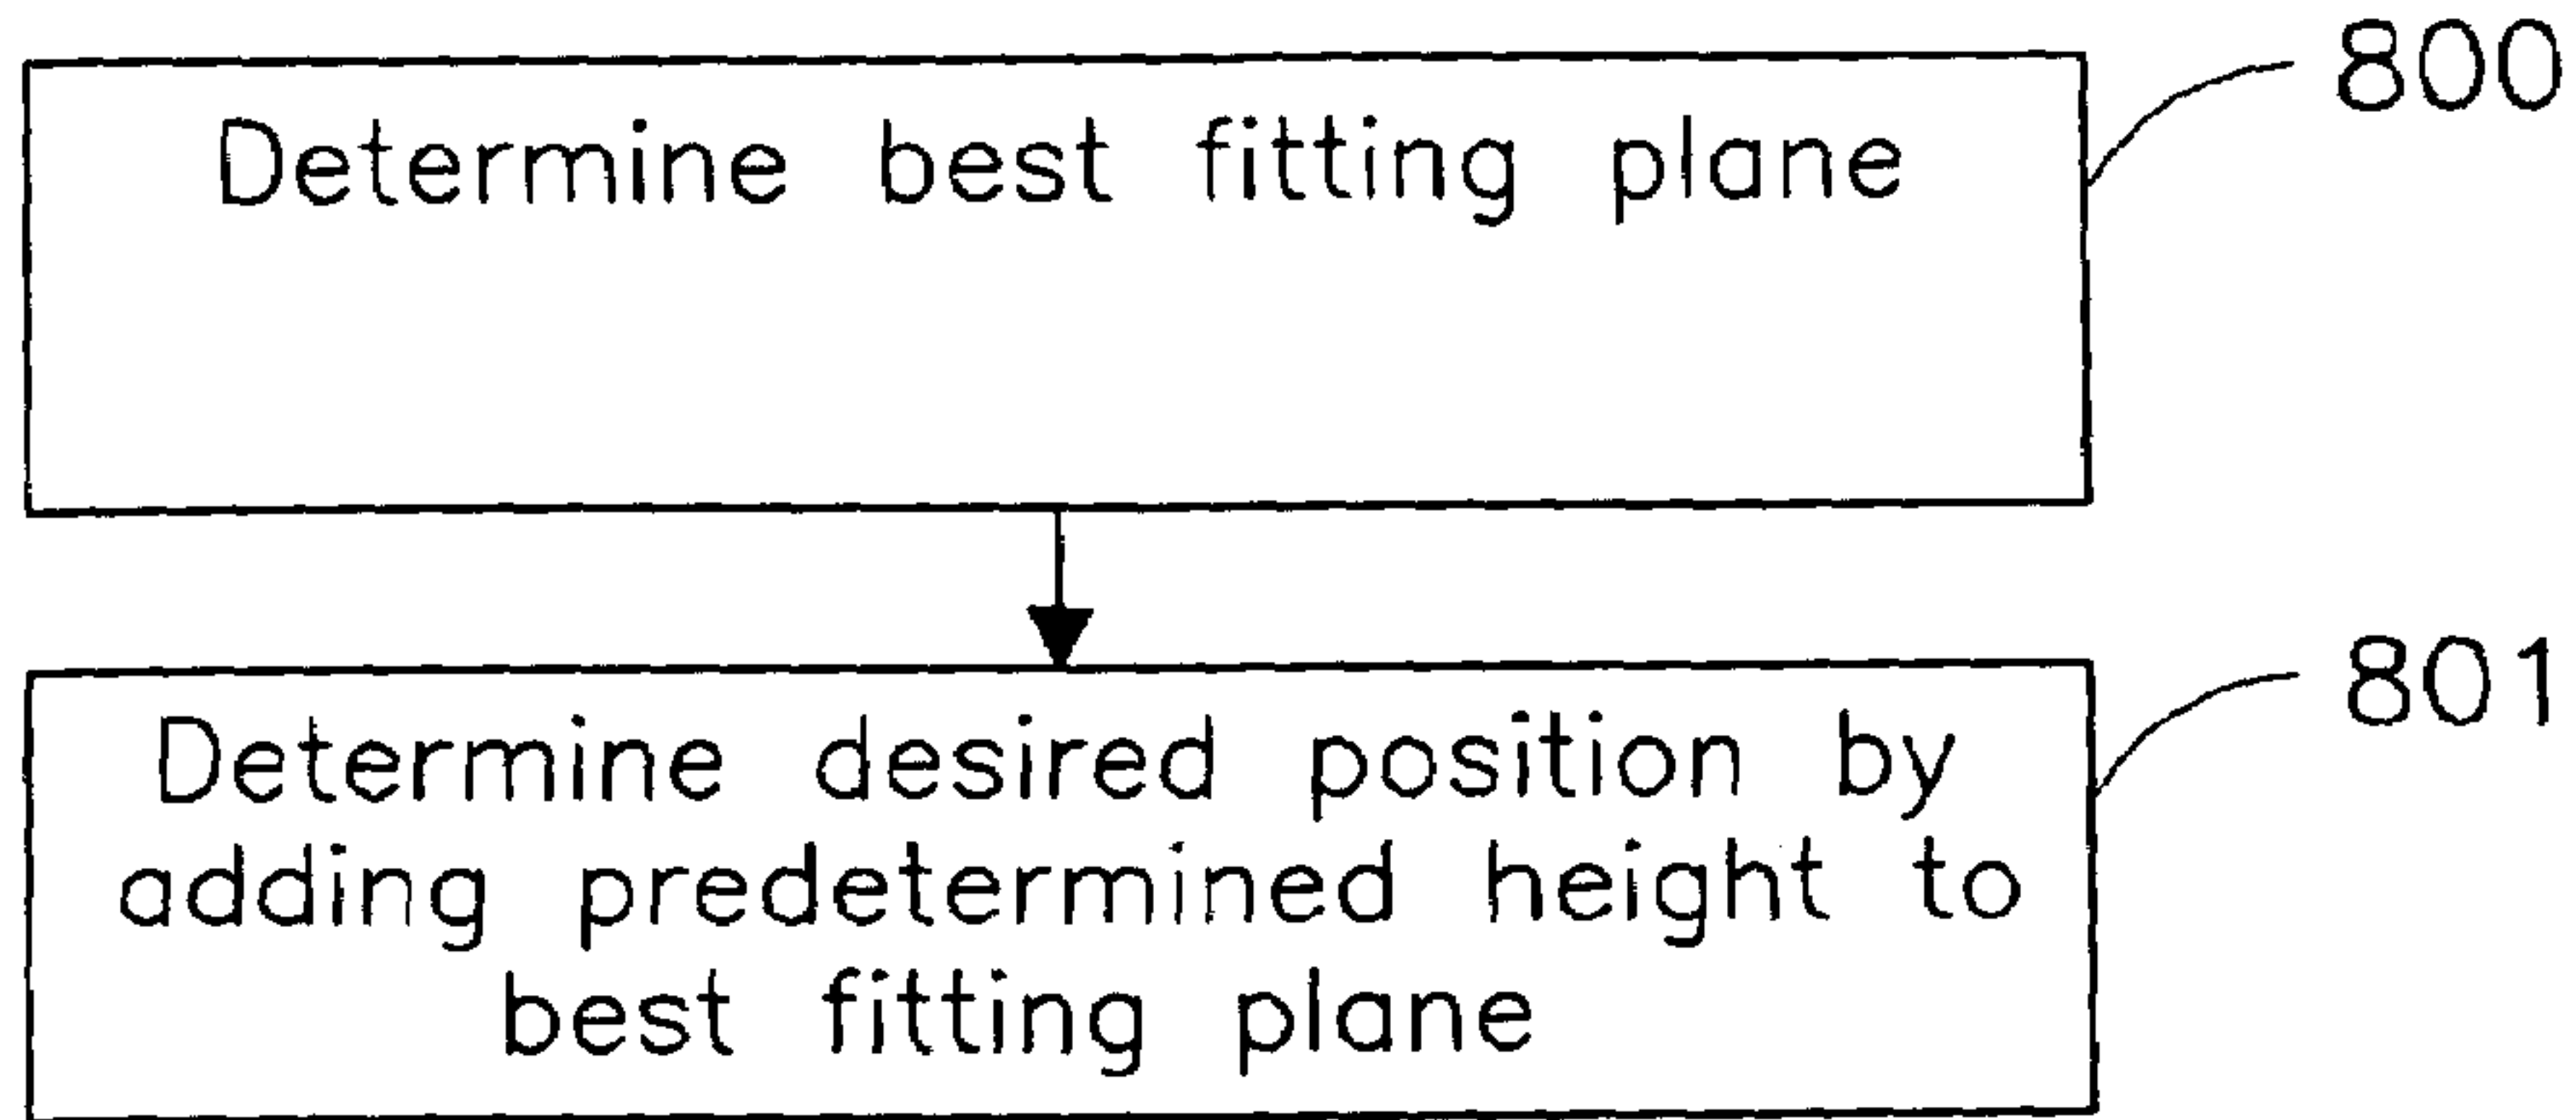 800
Determine best fitting plane
801
Determine desired position by
adding predetermined height to
best fitting plane